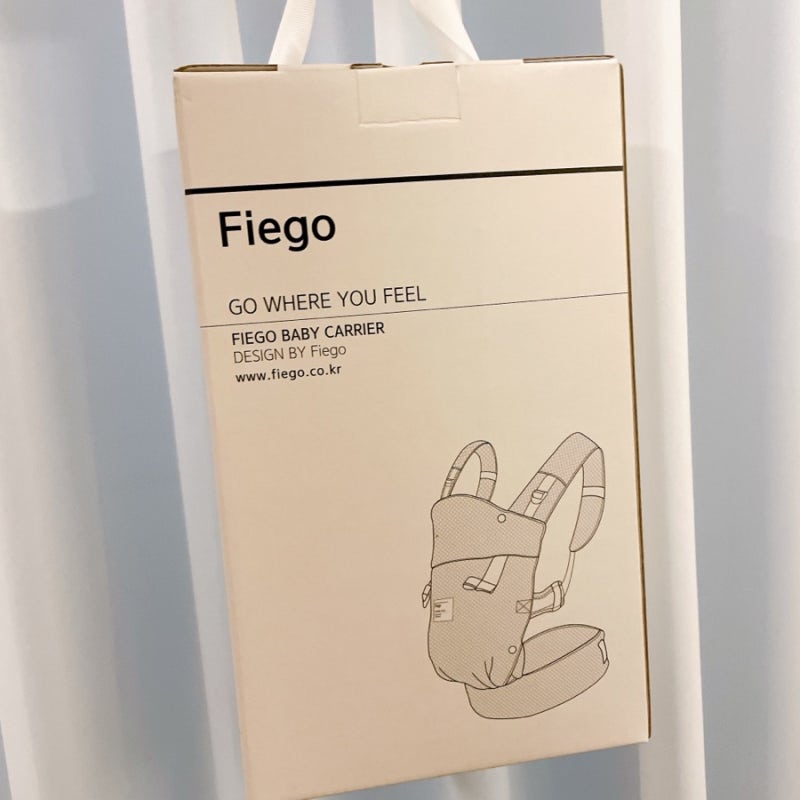 Fiego
GO WHERE YOU FEEL
FIEGO BABY CARRIER
DESIGN BY Fiego
www.fiego.co.kr